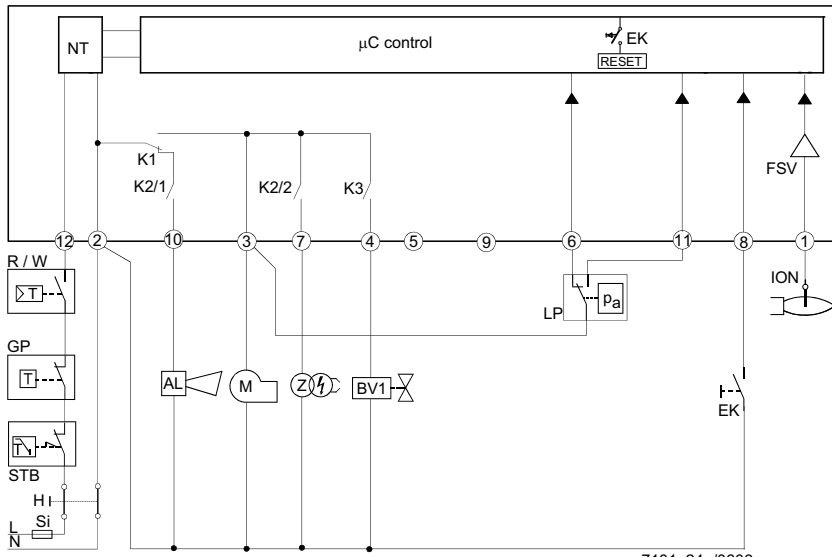 NT
µC control
EK
RESET
K1
K2/1
K2/2
K3
FSV
12
2
10
3
7
4
5
9
6
11
8
1
R / W
T
GP
T
STB
T
AL
M
Z
BV1
LP
pa
ION
EK
H
L
Si
N